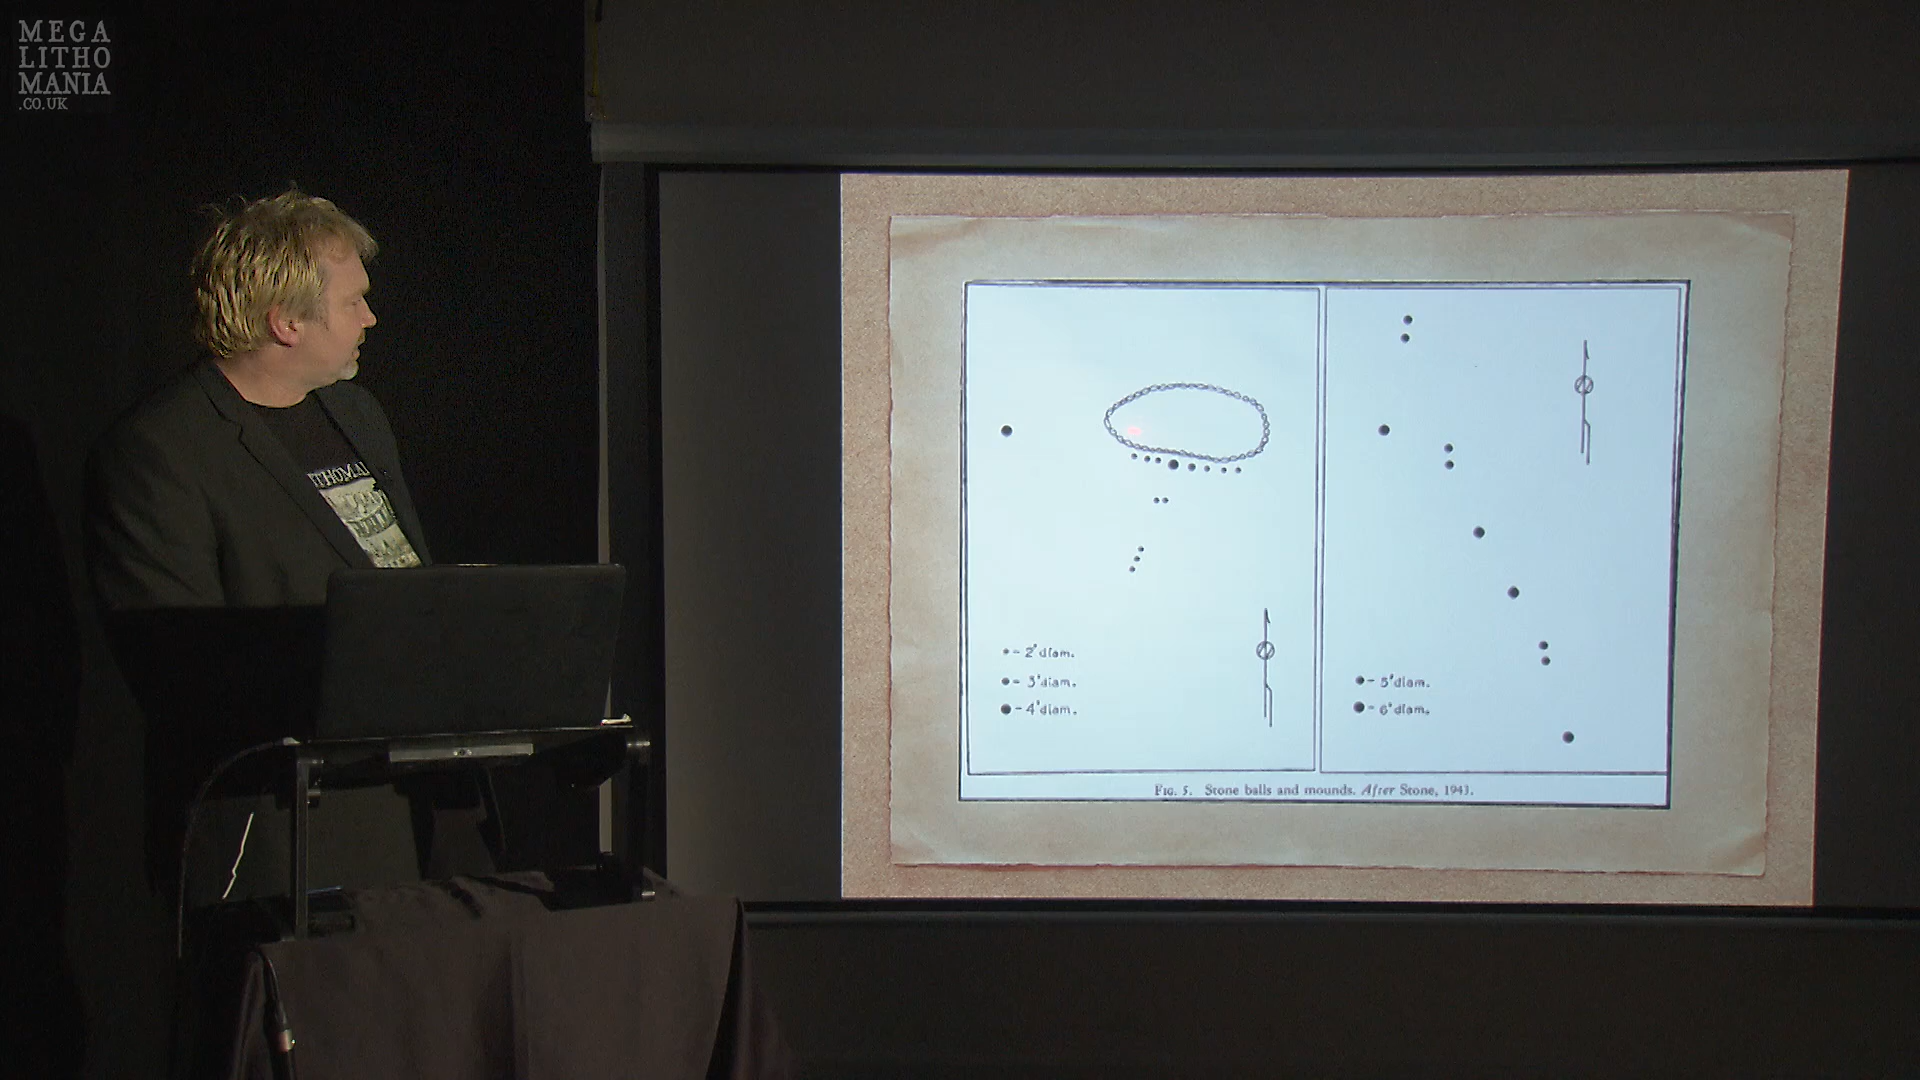 MEGA
LITHO
MANIA
.CO.UK
- 2' diam.
- 3' diam.
- 4' diam.
- 5' diam.
- 6' diam.
FIG. 5. Stone balls and mounds. After Stone, 1943.